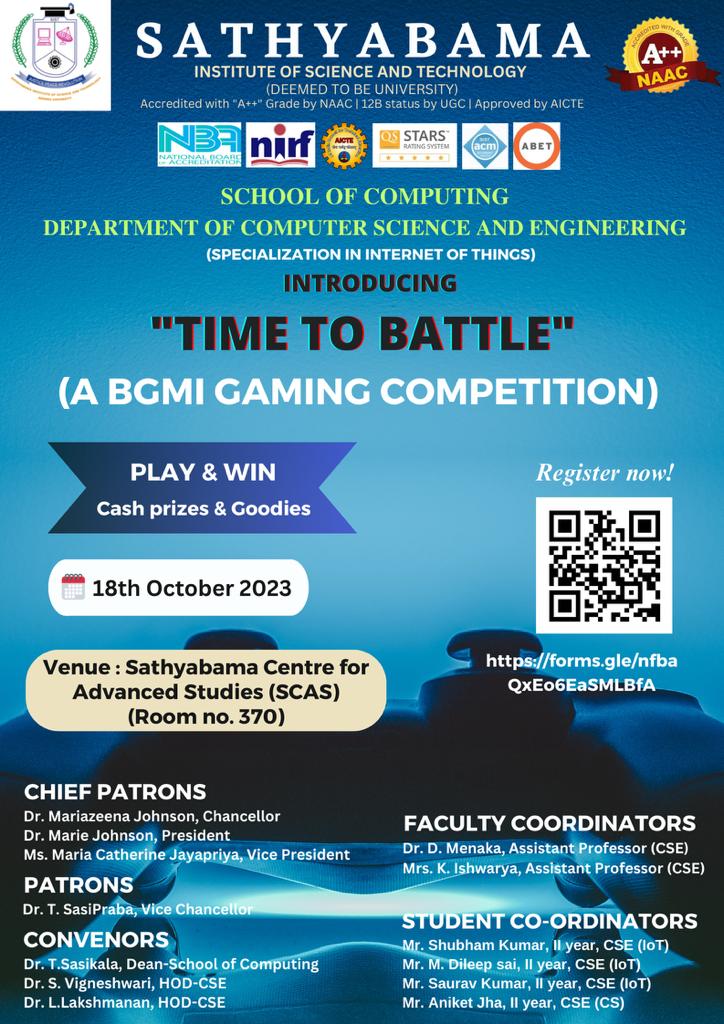 SATHYABAMA
INSTITUTE OF SCIENCE AND TECHNOLOGY
(DEEMED TO BE UNIVERSITY)
Accredited with "A++" Grade by NAAC | 12B status by UGC | Approved by AICTE
ACCREDITED WITH GRADE
A++
NAAC
NBA
NATIONAL BOARD
OF ACCREDITATION
nirf
AICTE
QS STARS™
RATING SYSTEM
acm
ABET
SCHOOL OF COMPUTING
DEPARTMENT OF COMPUTER SCIENCE AND ENGINEERING
(SPECIALIZATION IN INTERNET OF THINGS)
INTRODUCING
"TIME TO BATTLE"
(A BGMI GAMING COMPETITION)
PLAY & WIN
Cash prizes & Goodies
Register now!
18th October 2023
https://forms.gle/nfba
QxEo6EaSMLBfA
Venue : Sathyabama Centre for
Advanced Studies (SCAS)
(Room no. 370)
CHIEF PATRONS
Dr. Mariazeena Johnson, Chancellor
Dr. Marie Johnson, President
Ms. Maria Catherine Jayapriya, Vice President
PATRONS
Dr. T. SasiPraba, Vice Chancellor
CONVENORS
Dr. T.Sasikala, Dean-School of Computing
Dr. S. Vigneshwari, HOD-CSE
Dr. L.Lakshmanan, HOD-CSE
FACULTY COORDINATORS
Dr. D. Menaka, Assistant Professor (CSE)
Mrs. K. Ishwarya, Assistant Professor (CSE)
STUDENT CO-ORDINATORS
Mr. Shubham Kumar, II year, CSE (IoT)
Mr. M. Dileep sai, II year, CSE (IoT)
Mr. Saurav Kumar, II year, CSE (IoT)
Mr. Aniket Jha, II year, CSE (CS)